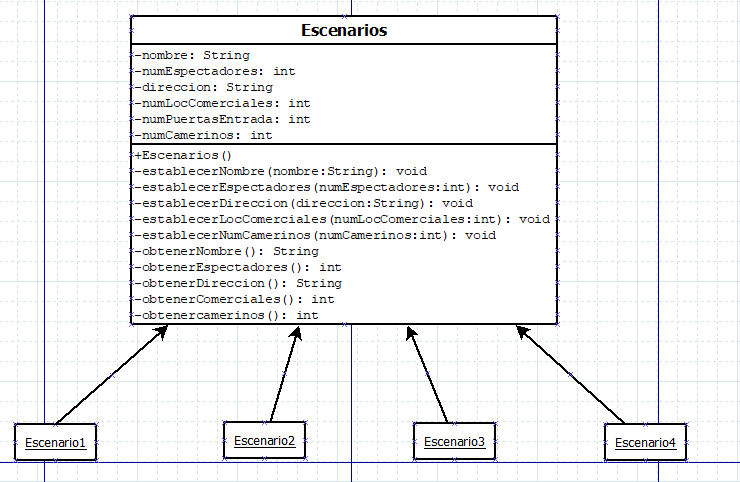 Escenarios
-nombre: String
-numEspectadores: int
-direccion: String
-numLocComerciales: int
-numPuertasEntrada: int
-numCamerinos: int
+Escenarios()
-establecerNombre(nombre:String): void
-establecerEspectadores(numEspectadores:int): void
-establecerDireccion(direccion:String): void
-establecerLocComerciales(numLocComerciales:int): void
-establecerNumCamerinos(numCamerinos:int): void
-obtenerNombre(): String
-obtenerEspectadores(): int
-obtenerDireccion(): String
-obtenerComerciales(): int
-obtenercamerinos(): int
Escenario1
Escenario2
Escenario3
Escenario4